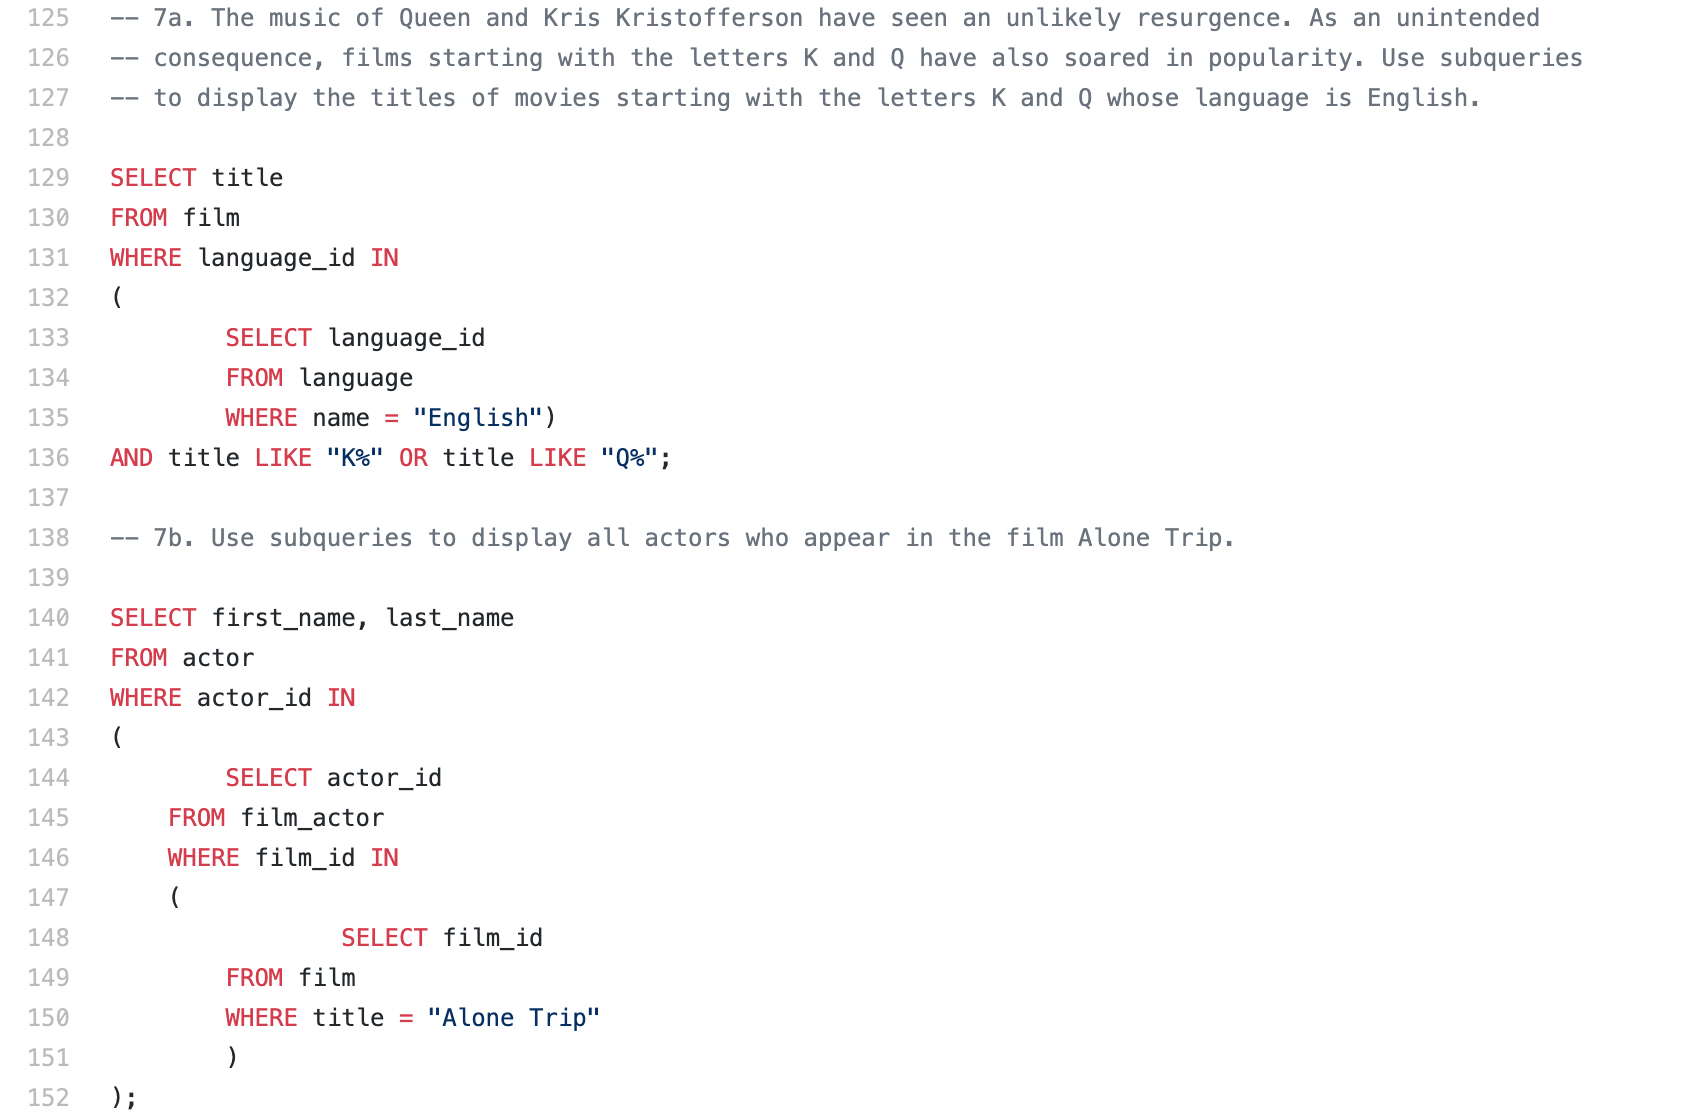 125 -- 7a. The music of Queen and Kris Kristofferson have seen an unlikely resurgence. As an unintended
126 -- consequence, films starting with the letters K and Q have also soared in popularity. Use subqueries
127 -- to display the titles of movies starting with the letters K and Q whose language is English.
128
129 SELECT title
130 FROM film
131 WHERE language_id IN
132 (
133         SELECT language_id
134         FROM language
135         WHERE name = "English")
136 AND title LIKE "K%" OR title LIKE "Q%";
137
138 -- 7b. Use subqueries to display all actors who appear in the film Alone Trip.
139
140 SELECT first_name, last_name
141 FROM actor
142 WHERE actor_id IN
143 (
144         SELECT actor_id
145     FROM film_actor
146     WHERE film_id IN
147     (
148                 SELECT film_id
149         FROM film
150         WHERE title = "Alone Trip"
151         )
152 );